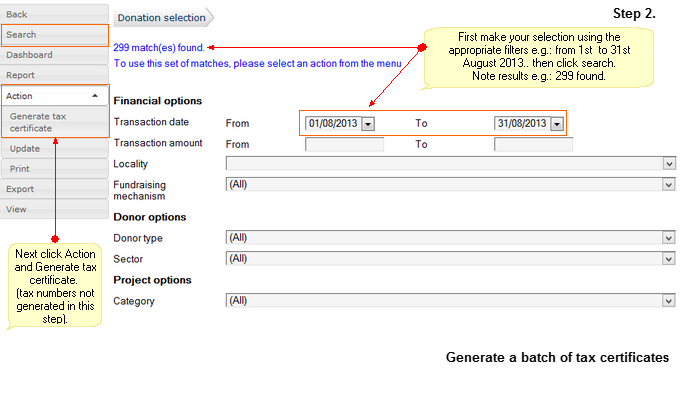 Back
Search
Dashboard
Report
Action
Generate tax
certificate
Update
Print
Export
View
Donation selection
Step 2.
299 match(es) found.
To use this set of matches, please select an action from the menu
First make your selection using the
appropriate filters e.g.: from 1st to 31st
August 2013.. then click search.
Note results e.g.: 299 found.
Financial options
Transaction date From 01/08/2013 To 31/08/2013
Transaction amount From To
Locality
Fundraising
mechanism (All)
Donor options
Donor type (All)
Sector (All)
Project options
Category (All)
Next click Action
and Generate tax
certificate.
(tax numbers not
generated in this
step).
Generate a batch of tax certificates